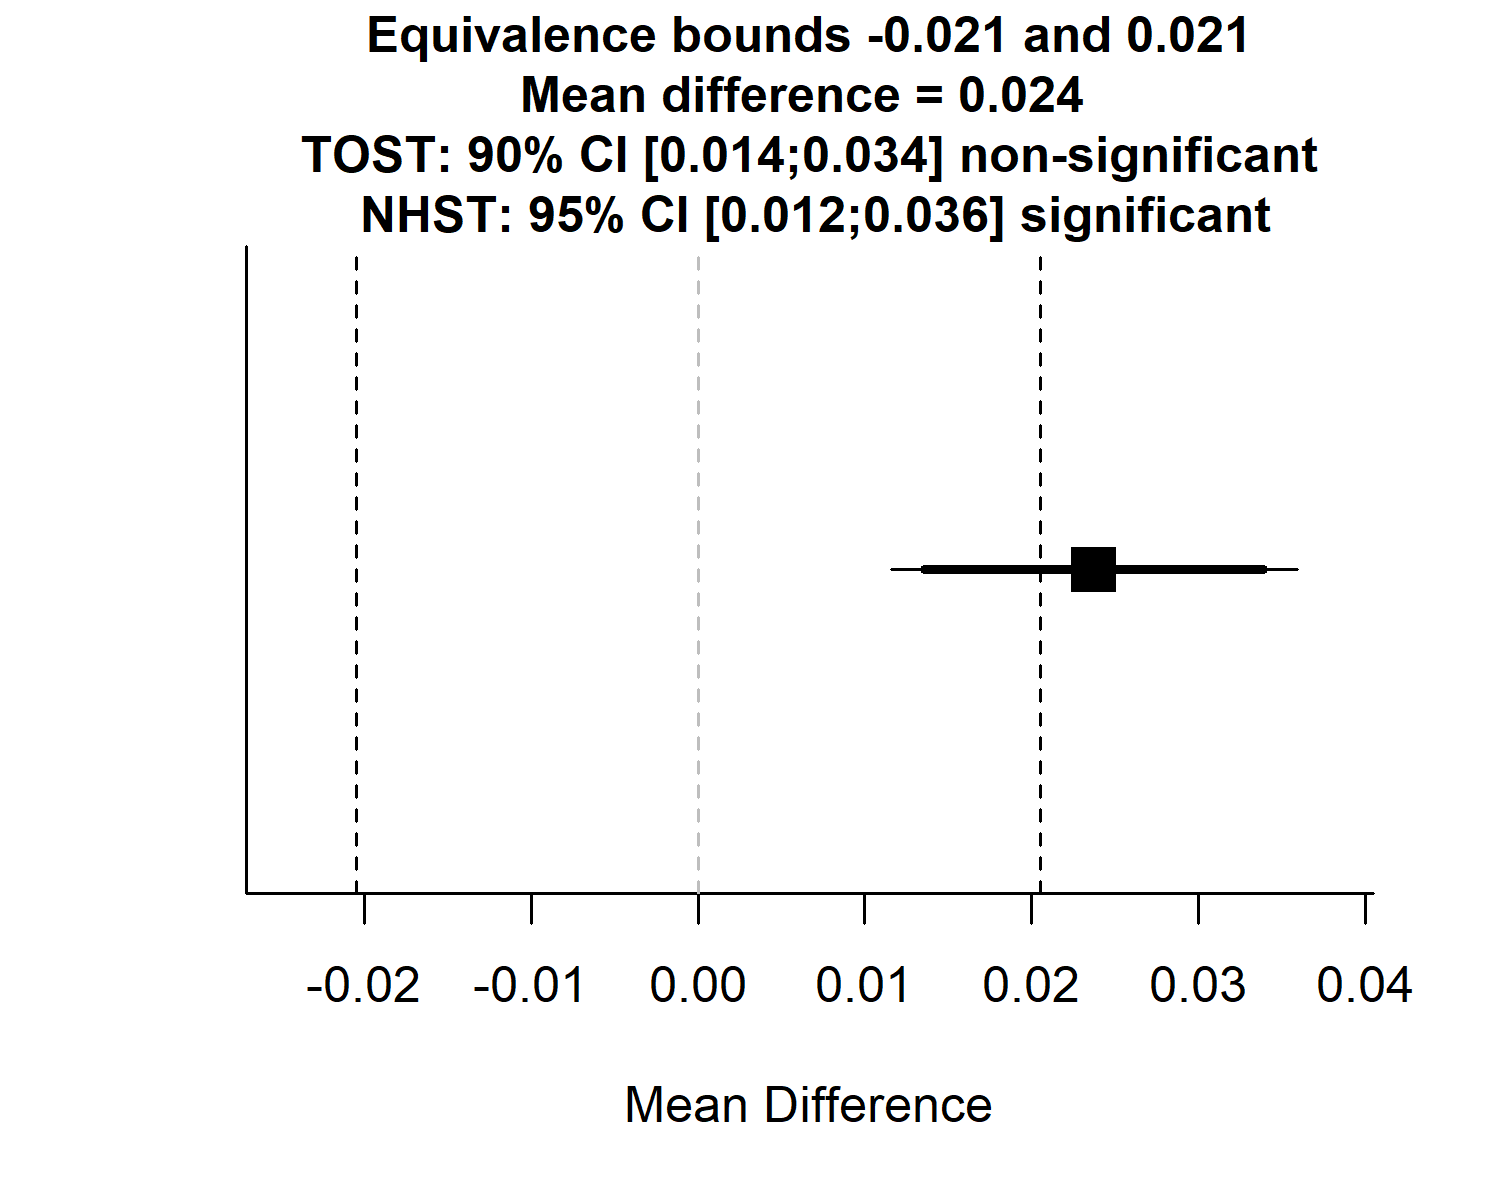 Equivalence bounds -0.021 and 0.021
Mean difference = 0.024
TOST: 90% CI [0.014;0.034] non-significant
NHST: 95% CI [0.012;0.036] significant
-0.02 -0.01 0.00 0.01 0.02 0.03 0.04
Mean Difference